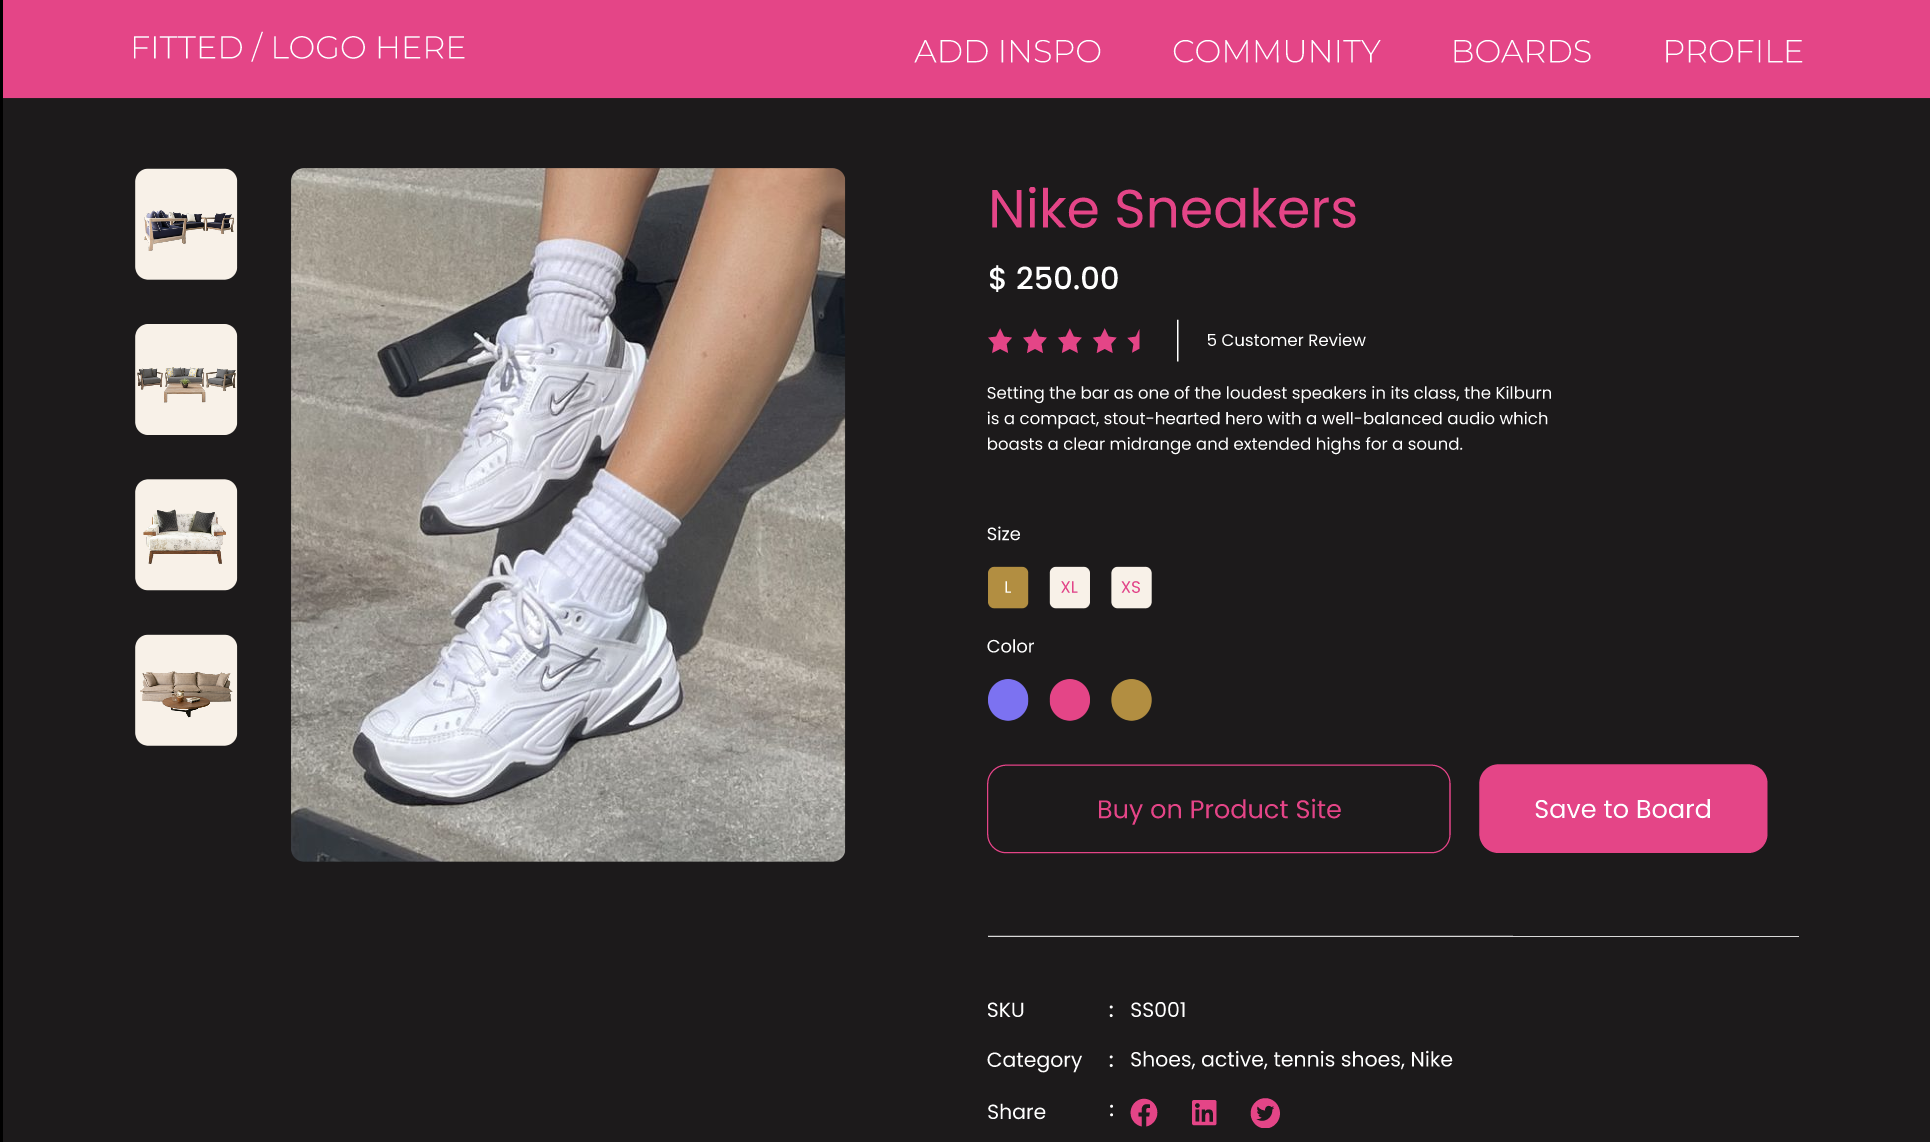 FITTED / LOGO HERE
ADD INSPO
COMMUNITY
BOARDS
PROFILE
Nike Sneakers
$ 250.00
5 Customer Review
Setting the bar as one of the loudest speakers in its class, the Kilburn
is a compact, stout-hearted hero with a well-balanced audio which
boasts a clear midrange and extended highs for a sound.
Size
L XL XS
Color
Buy on Product Site
Save to Board
SKU : SS001
Category : Shoes, active, tennis shoes, Nike
Share :